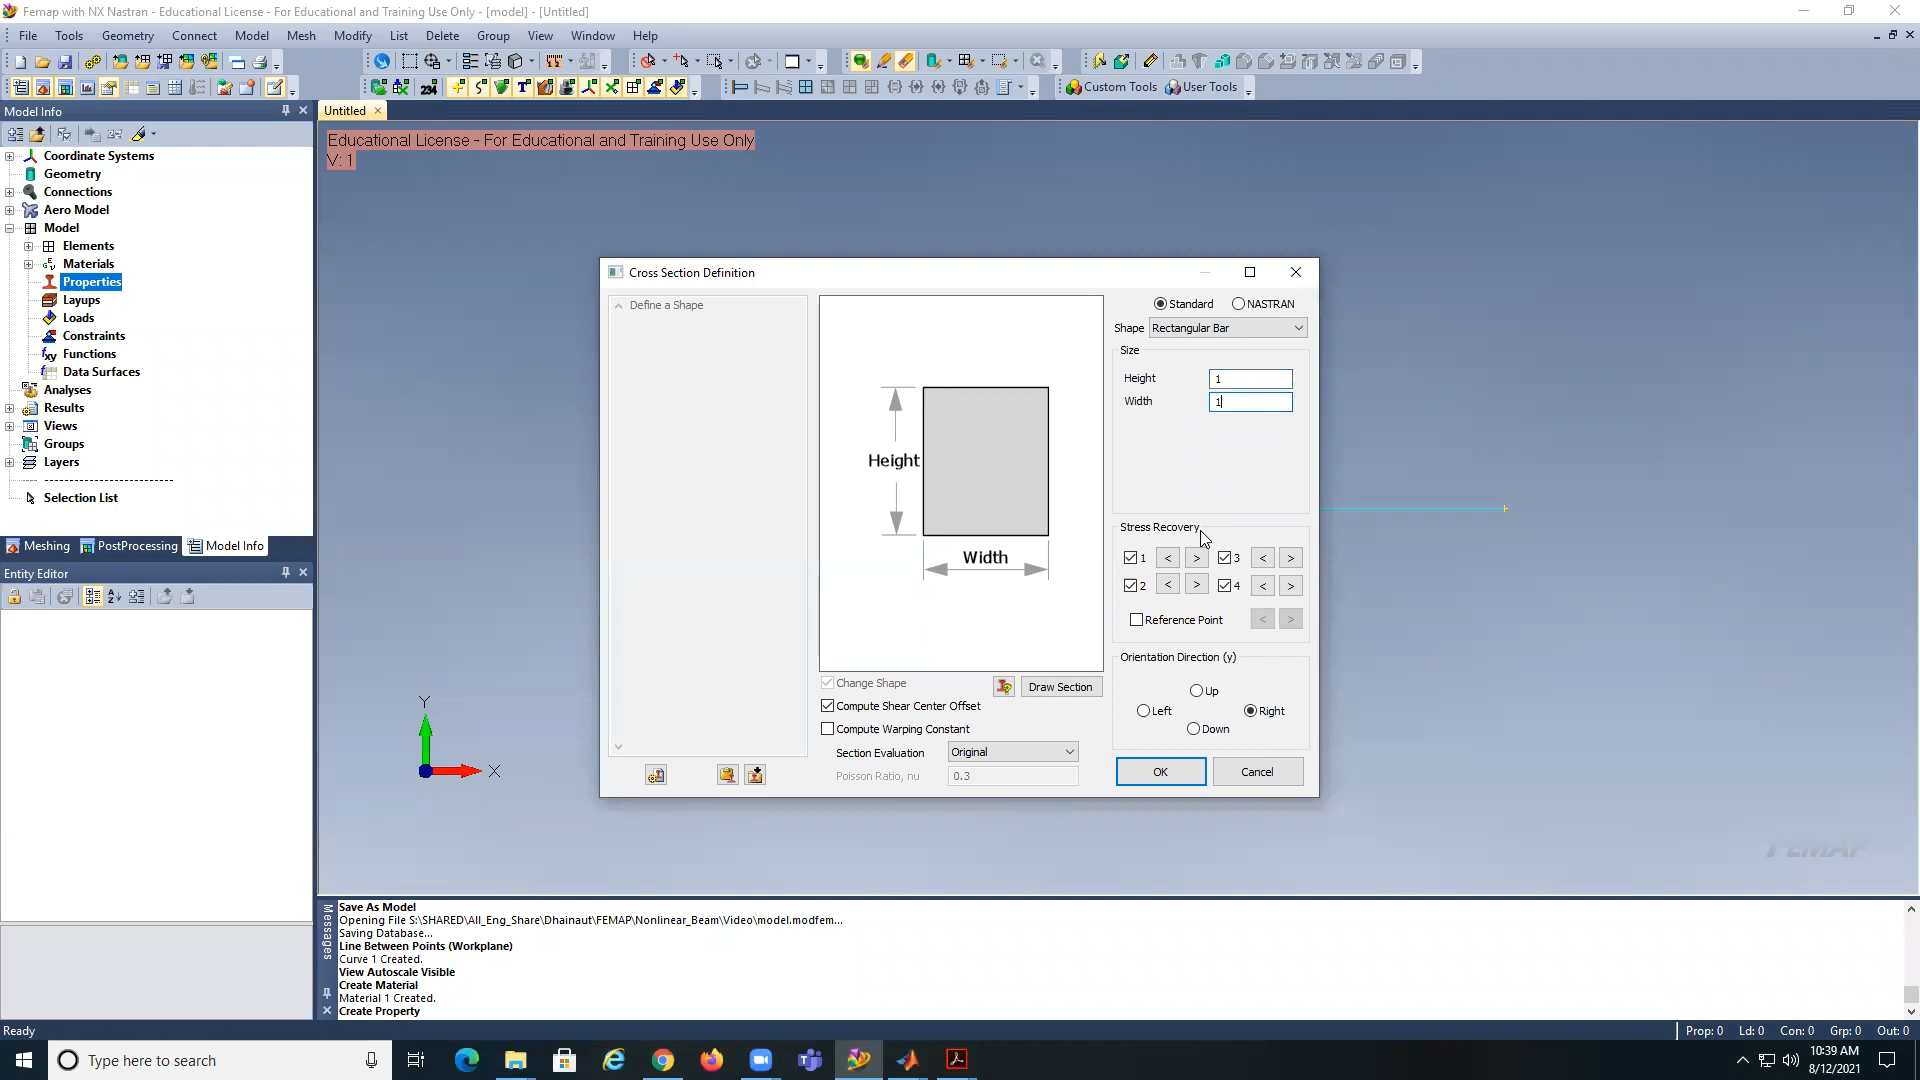 Femap with NX Nastran - Educational License - For Educational and Training Use Only - [model] - [Untitled]
File Tools Geometry Connect Model Mesh Modify List Delete Group View Window Help
234
Custom Tools User Tools
Model Info
Untitled
Educational License - For Educational and Training Use Only
V: 1
Coordinate Systems
Geometry
Connections
Aero Model
Model
Elements
Materials
Properties
Layups
Loads
Constraints
Functions
Data Surfaces
Analyses
Results
Views
Groups
Layers
Selection List
Meshing PostProcessing Model Info
Entity Editor
Cross Section Definition
Define a Shape
Height
Width
Change Shape
Draw Section
Compute Shear Center Offset
Compute Warping Constant
Section Evaluation Original
Poisson Ratio, nu 0.3
Standard NASTRAN
Shape Rectangular Bar
Size
Height 1
Width 1
Stress Recovery
1 < > 3 < >
2 < > 4 < >
Reference Point < >
Orientation Direction (y)
Up
Left Right
Down
OK Cancel
Y
X
FEMAP
Messages
Save As Model
Opening File S:\SHARED\All_Eng_Share\Dhainaut\FEMAP\Nonlinear_Beam\Video\model.modfem...
Saving Database...
Line Between Points (Workplane)
Curve 1 Created.
View Autoscale Visible
Create Material
Material 1 Created.
Create Property
Ready
Prop: 0 Ld: 0 Con: 0 Grp: 0 Out: 0
Type here to search
10:39 AM
8/12/2021